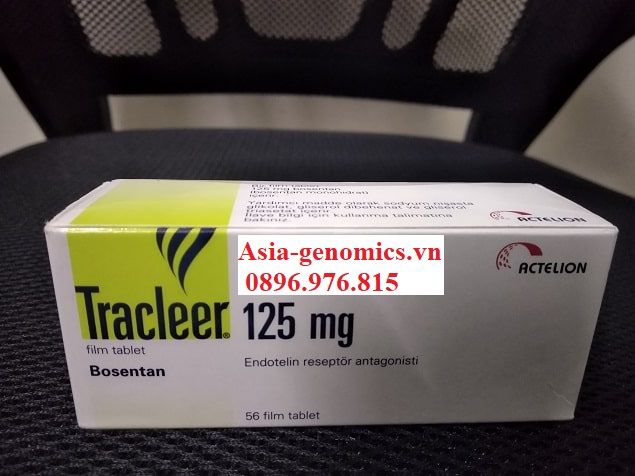 Bir film tablet
125 mg bosentan
(bosentan monohidrat)
içerir.
Yardımcı madde olarak sodyum nişasta
glikolat, gliserol dibehenat ve gliserol
triasetat içerir.
İlave bilgi için kullanma talimatına
bakınız.
ACTELION
Asia-genomics.vn
0896.976.815
ACTELION
Tracleer® 125 mg
film tablet
Endotelin reseptör antagonisti
Bosentan
56 film tablet